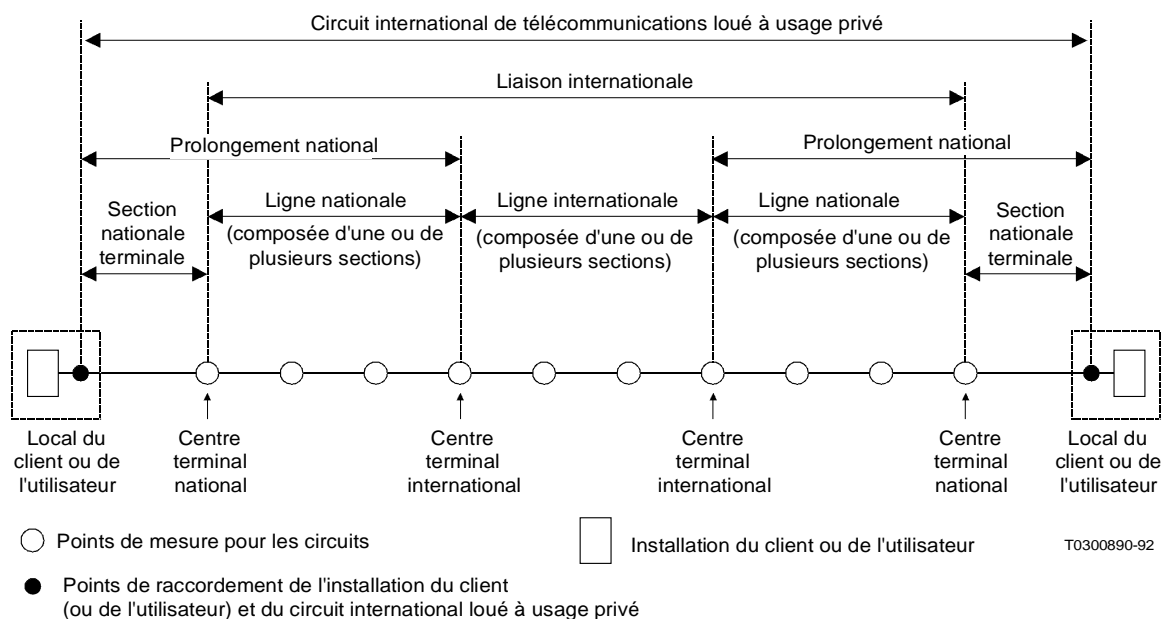 Circuit international de télécommunications loué à usage privé
Liaison internationale
Prolongement national
Prolongement national
Section
nationale
terminale
Ligne nationale
(composée d'une ou de
plusieurs sections)
Ligne internationale
(composée d'une ou de
plusieurs sections)
Ligne nationale
(composée d'une ou de
plusieurs sections)
Section
nationale
terminale
Local du
client ou de
l'utilisateur
Centre
terminal
national
Centre
terminal
international
Centre
terminal
international
Centre
terminal
national
Local du
client ou de
l'utilisateur
Points de mesure pour les circuits
Installation du client ou de l'utilisateur
T0300890-92
Points de raccordement de l'installation du client
(ou de l'utilisateur) et du circuit international loué à usage privé